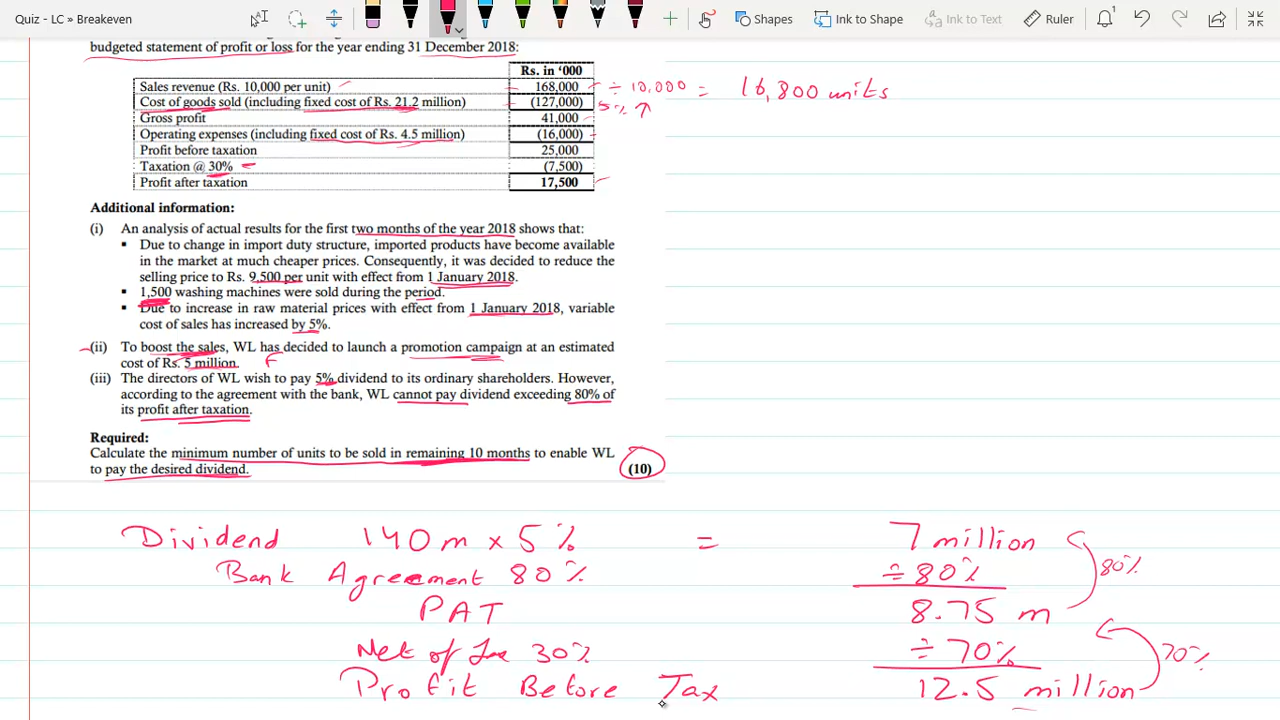 Quiz - LC » Breakeven
Shapes
Ink to Shape
Ink to Text
Ruler
budgeted statement of profit or loss for the year ending 31 December 2018:
Rs. in '000
Sales revenue (Rs. 10,000 per unit) 168,000 ÷ 10,000 = 16,800 units
Cost of goods sold (including fixed cost of Rs. 21.2 million) (127,000) 5% ↑
Gross profit 41,000
Operating expenses (including fixed cost of Rs. 4.5 million) (16,000)
Profit before taxation 25,000
Taxation @ 30% (7,500)
Profit after taxation 17,500
Additional information:
(i) An analysis of actual results for the first two months of the year 2018 shows that:
▪ Due to change in import duty structure, imported products have become available
in the market at much cheaper prices. Consequently, it was decided to reduce the
selling price to Rs. 9,500 per unit with effect from 1 January 2018.
▪ 1,500 washing machines were sold during the period.
▪ Due to increase in raw material prices with effect from 1 January 2018, variable
cost of sales has increased by 5%.
(ii) To boost the sales, WL has decided to launch a promotion campaign at an estimated
cost of Rs. 5 million. F
(iii) The directors of WL wish to pay 5% dividend to its ordinary shareholders. However,
according to the agreement with the bank, WL cannot pay dividend exceeding 80% of
its profit after taxation.
Required:
Calculate the minimum number of units to be sold in remaining 10 months to enable WL
to pay the desired dividend. (10)
Dividend 140 m × 5% = 7 million
Bank Agreement 80% ÷ 80% 80%
PAT 8.75 m
Net of Tax 30% ÷ 70% 70%
Profit Before Tax 12.5 million